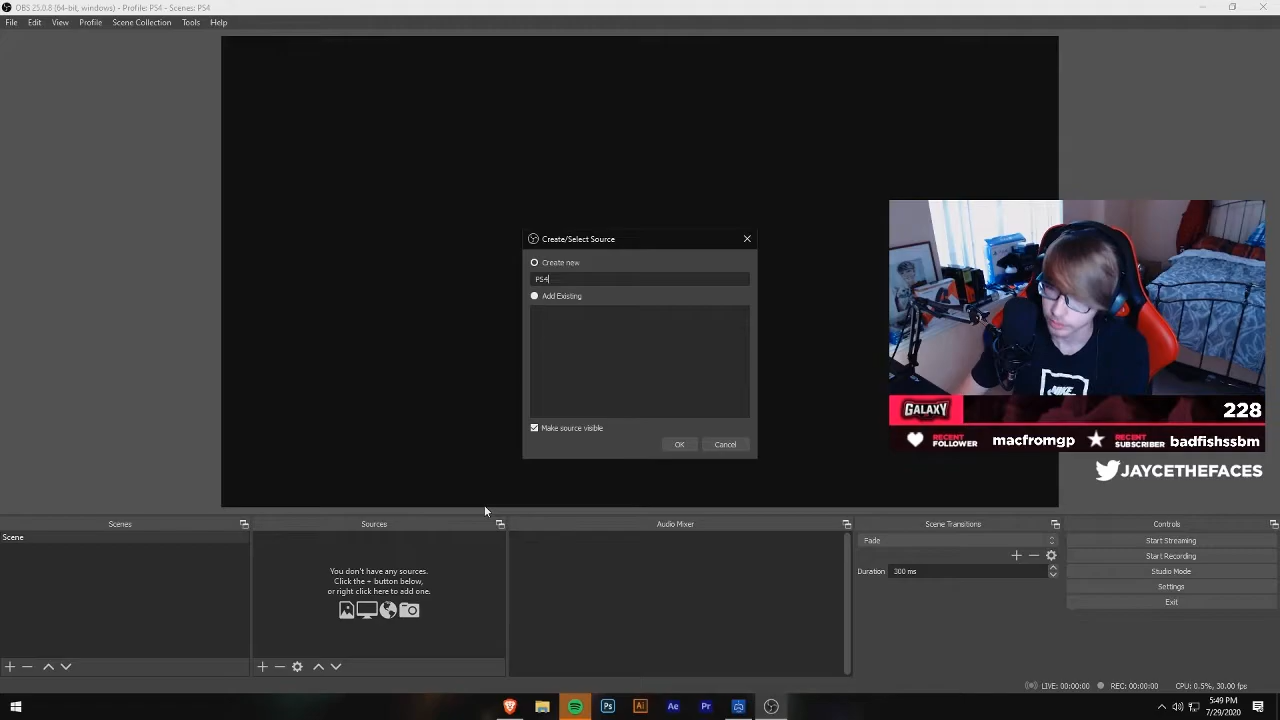 OBS 25.0.8 (64-bit, windows) - Profile: PS4 - Scenes: PS4
File Edit View Profile Scene Collection Tools Help
Create/Select Source
Create new
PS4
Add Existing
Make source visible
OK Cancel
GALAXY 228
RECENT FOLLOWER macfromgp RECENT SUBSCRIBER badfishssbm
JAYCETHEFACES
Scenes Sources Audio Mixer Scene Transitions Controls
Scene
Fade
Duration 300 ms
You don't have any sources.
Click the + button below,
or right click here to add one.
Start Streaming
Start Recording
Studio Mode
Settings
Exit
LIVE: 00:00:00 REC: 00:00:00 CPU: 0.5%, 30.00 fps
Ps Ai Ae Pr
5:49 PM
7/29/2020